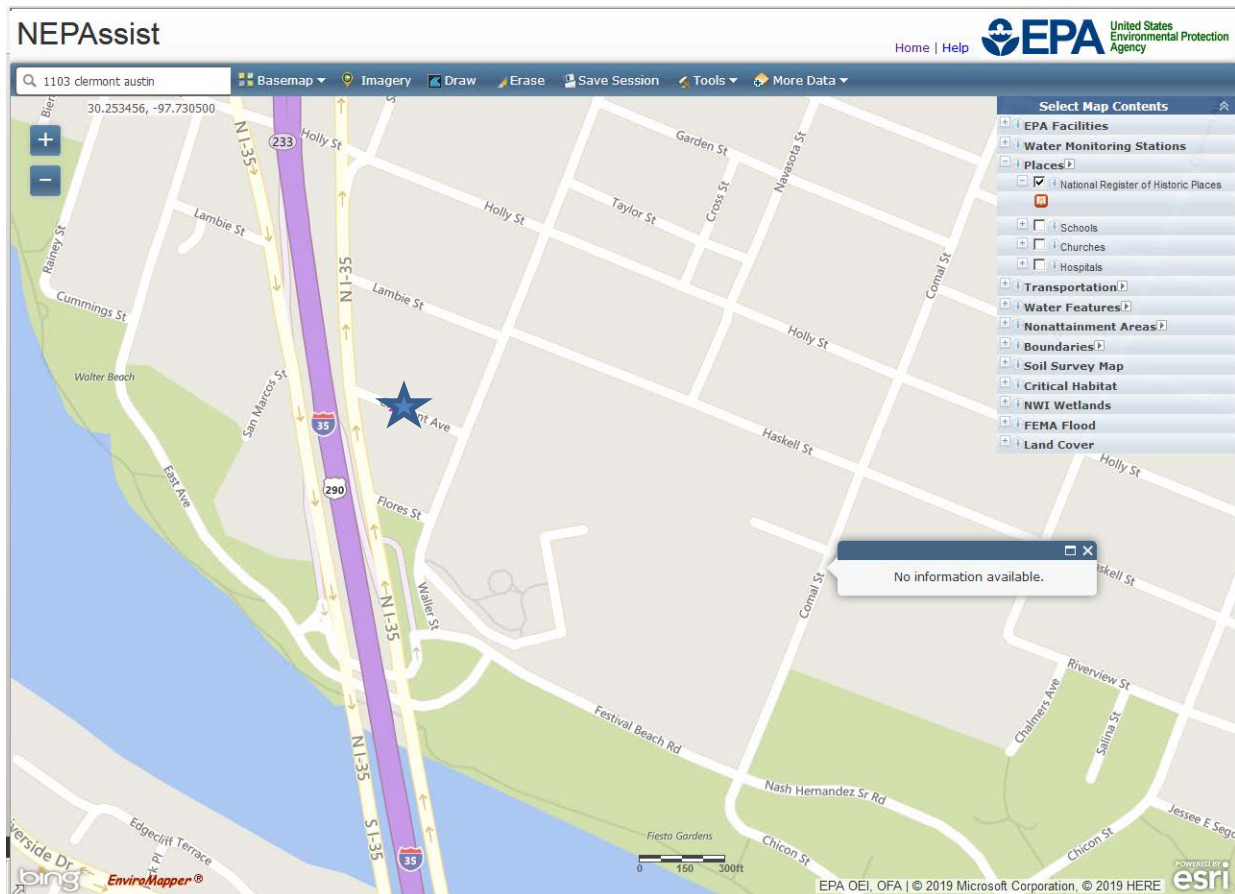 NEPAssist
Home | Help
EPA
United States
Environmental Protection
Agency
1103 clermont austin
Basemap
Imagery
Draw
Erase
Save Session
Tools
More Data
30.253456, -97.730500
+
−
Select Map Contents
EPA Facilities
Water Monitoring Stations
Places
National Register of Historic Places
Schools
Churches
Hospitals
Transportation
Water Features
Nonattainment Areas
Boundaries
Soil Survey Map
Critical Habitat
NWI Wetlands
FEMA Flood
Land Cover
N I-35
233
Holly St
Garden St
Navasota St
Cross St
Taylor St
Holly St
Lambie St
Rainey St
N I-35
Comal St
Cummings St
Lambie St
Holly St
Walter Beach
San Marcos St
Ave
35
Haskell St
Holly St
East Ave
290
Flores St
No information available.
Comal St
N I-35
Waller St
Riverview St
Chalmers Ave
Salina St
Festival Beach Rd
N I-35
Nash Hernandez Sr Rd
Jessee E
Edgecliff Terrace
S I-35
35
Fiesta Gardens
Chicon St
Chicon St
0 150 300ft
bing
EnviroMapper ®
EPA OEI, OFA | © 2019 Microsoft Corporation, © 2019 HERE
POWERED BY
esri